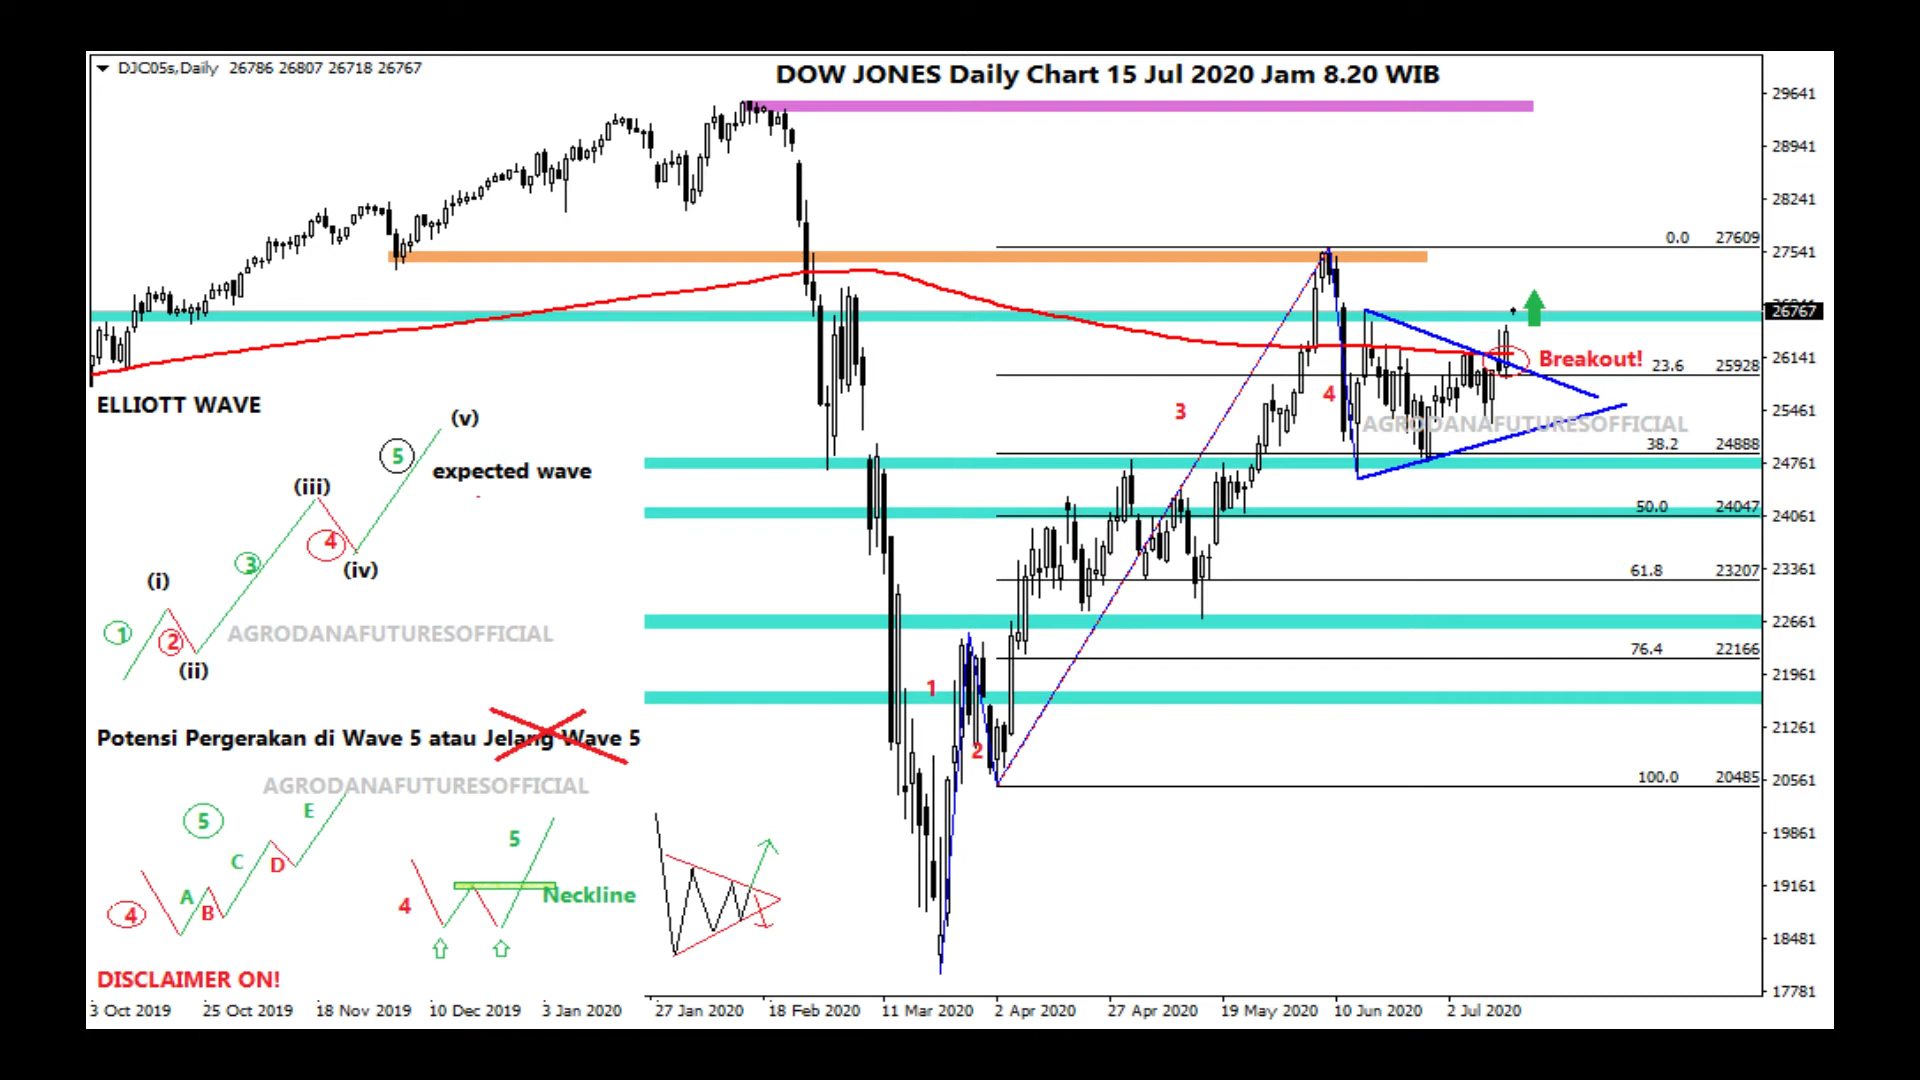 DJC05s,Daily 26786 26807 26718 26767
DOW JONES Daily Chart 15 Jul 2020 Jam 8.20 WIB
29641
28941
28241
0.0 27609
27541
26767
Breakout!
26141
23.6 25928
ELLIOTT WAVE
3
4
25461
AGRODANAFUTURESOFFICIAL
38.2 24888
24761
(v)
5
expected wave
(iii)
50.0 24047
24061
4
3
(iv)
61.8 23207
23361
(i)
1
2
(ii)
AGRODANAFUTURESOFFICIAL
22661
76.4 22166
21961
1
2
21261
Potensi Pergerakan di Wave 5 atau Jelang Wave 5
AGRODANAFUTURESOFFICIAL
100.0 20485
20561
5
E
C
D
A
B
4
5
4
Neckline
19861
19161
18481
DISCLAIMER ON!
17781
3 Oct 2019 25 Oct 2019 18 Nov 2019 10 Dec 2019 3 Jan 2020 27 Jan 2020 18 Feb 2020 11 Mar 2020 2 Apr 2020 27 Apr 2020 19 May 2020 10 Jun 2020 2 Jul 2020